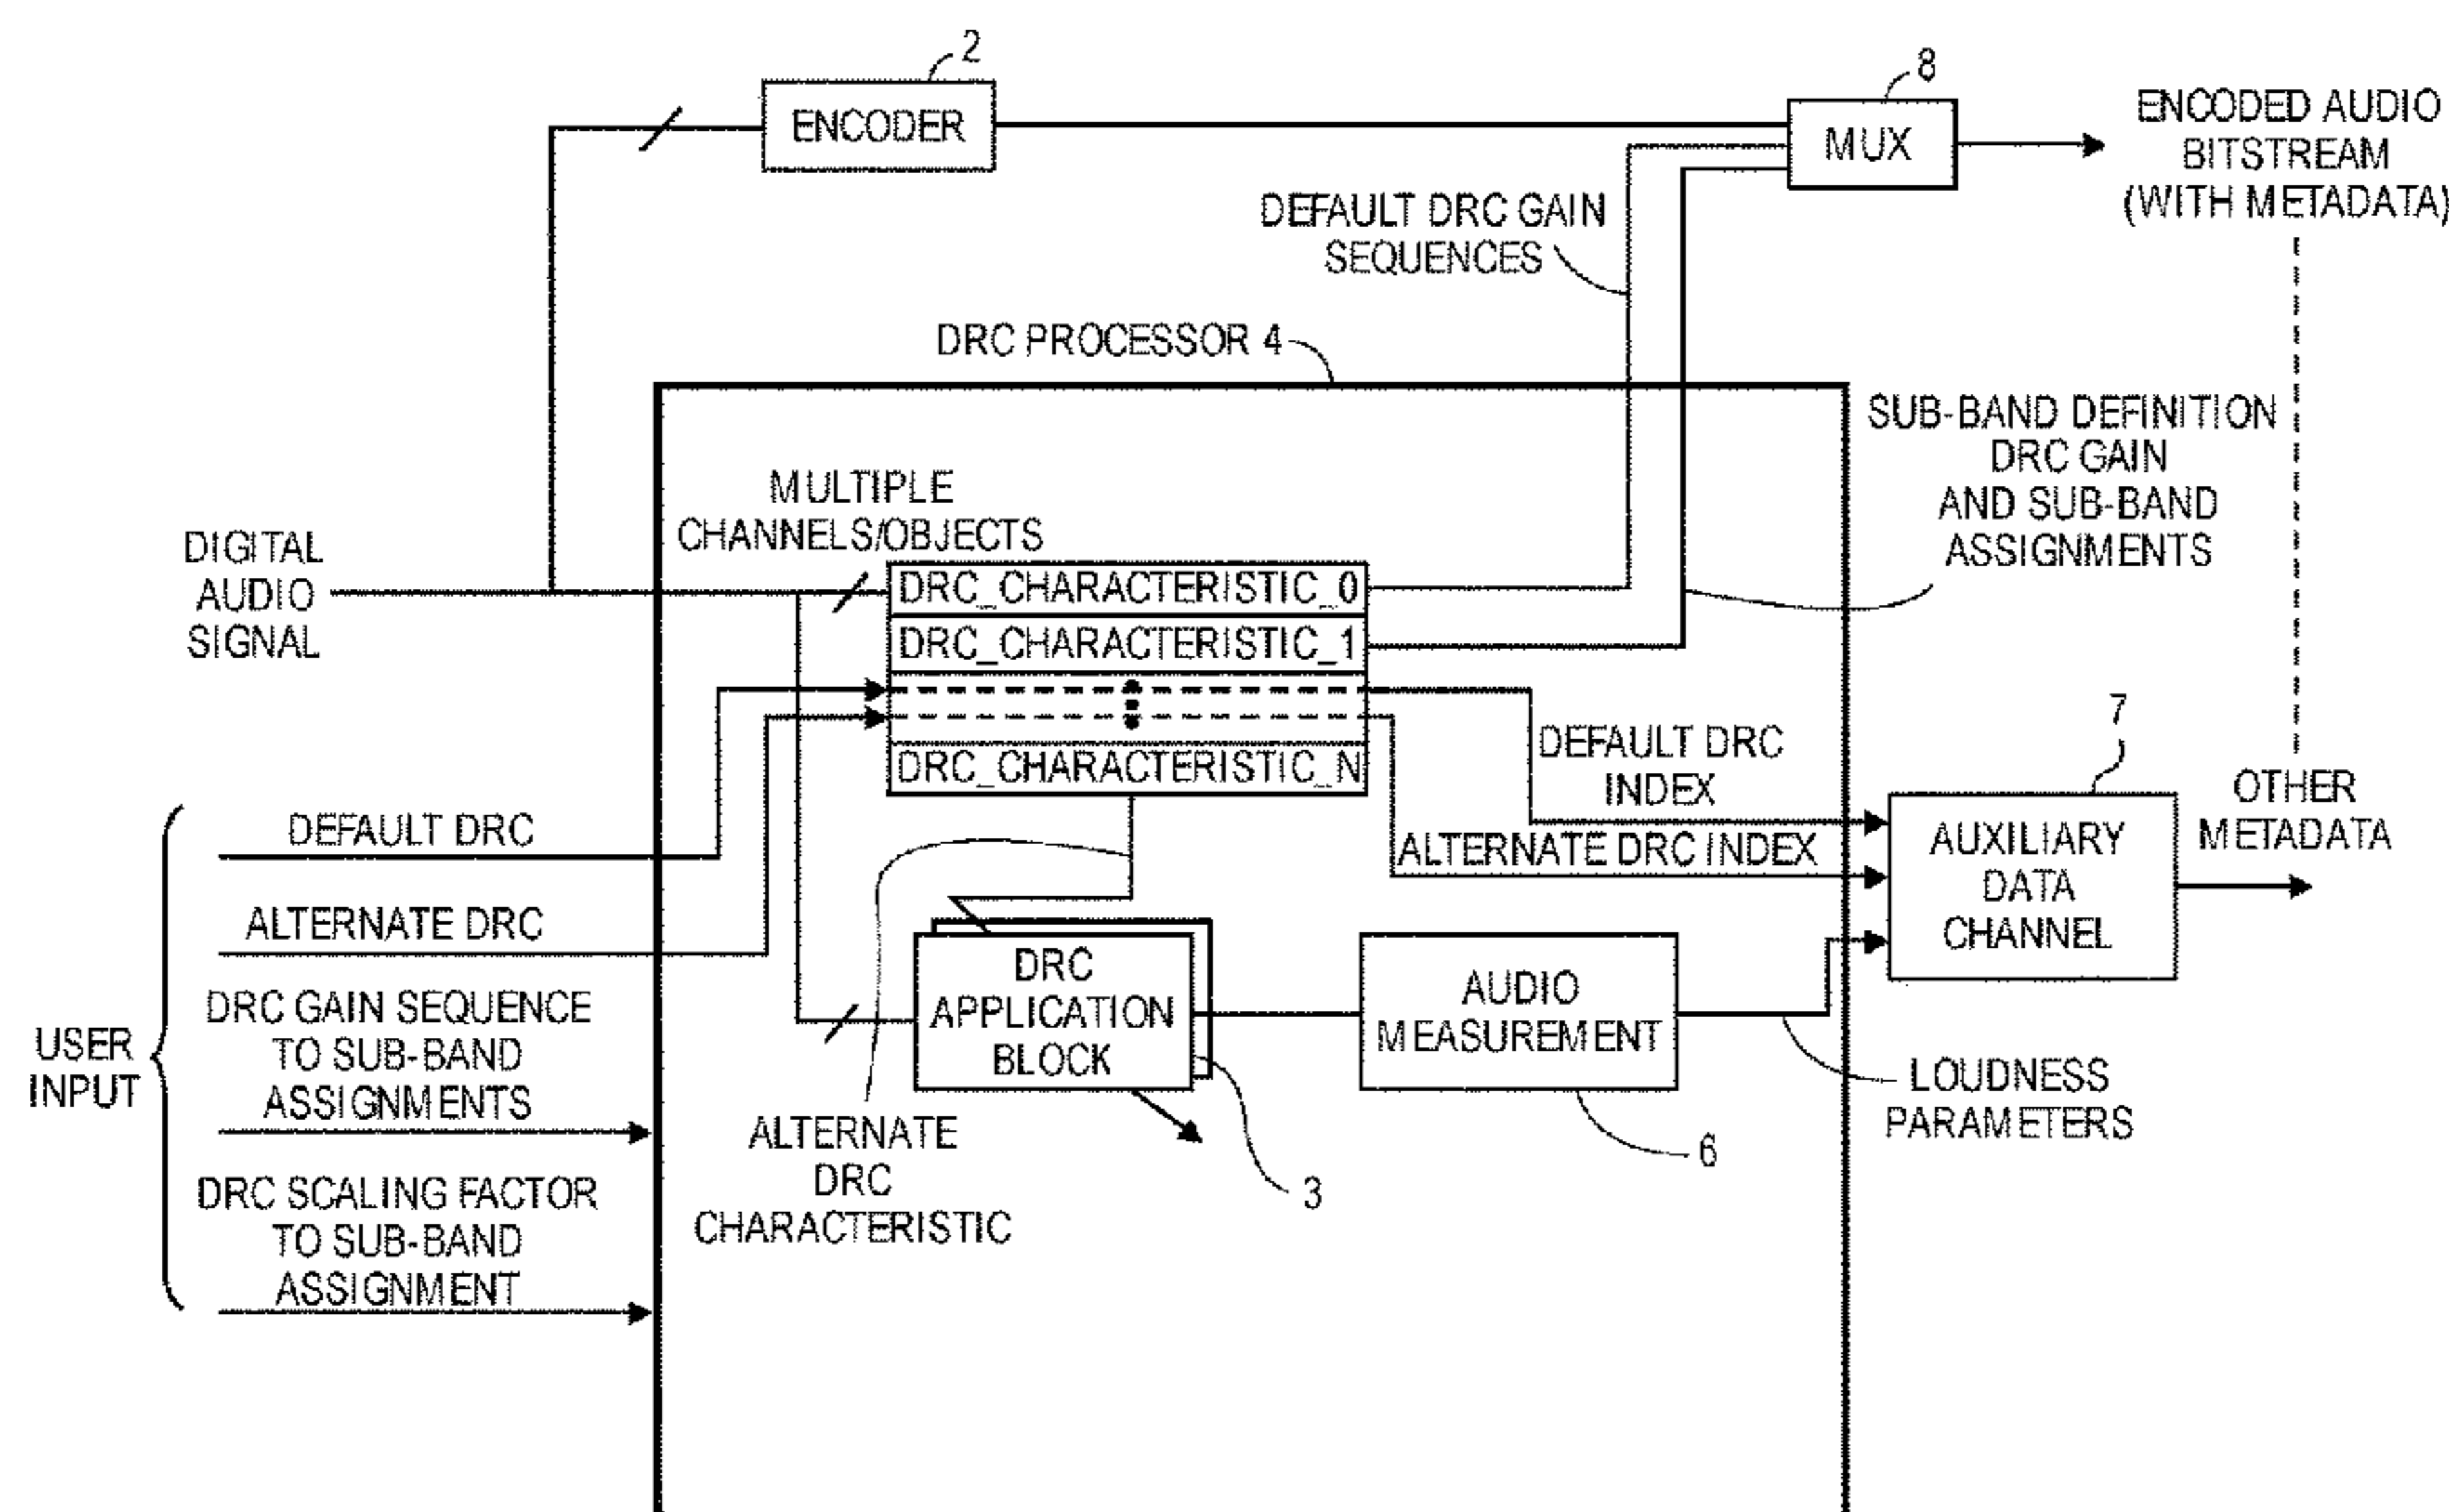 2
ENCODER
8
MUX
ENCODED AUDIO
BITSTREAM
(WITH METADATA)
DEFAULT DRC GAIN
SEQUENCES
DRC PROCESSOR 4
SUB-BAND DEFINITION
DRC GAIN
AND SUB-BAND
ASSIGNMENTS
MULTIPLE
CHANNELS/OBJECTS
DIGITAL
AUDIO
SIGNAL
DRC_CHARACTERISTIC_0
DRC_CHARACTERISTIC_1
DRC_CHARACTERISTIC_N
DEFAULT DRC
INDEX
ALTERNATE DRC INDEX
7
AUXILIARY
DATA
CHANNEL
OTHER
METADATA
USER
INPUT
DEFAULT DRC
ALTERNATE DRC
DRC GAIN SEQUENCE
TO SUB-BAND
ASSIGNMENTS
DRC SCALING FACTOR
TO SUB-BAND
ASSIGNMENT
DRC
APPLICATION
BLOCK
AUDIO
MEASUREMENT
LOUDNESS
PARAMETERS
ALTERNATE
DRC
CHARACTERISTIC
3
6